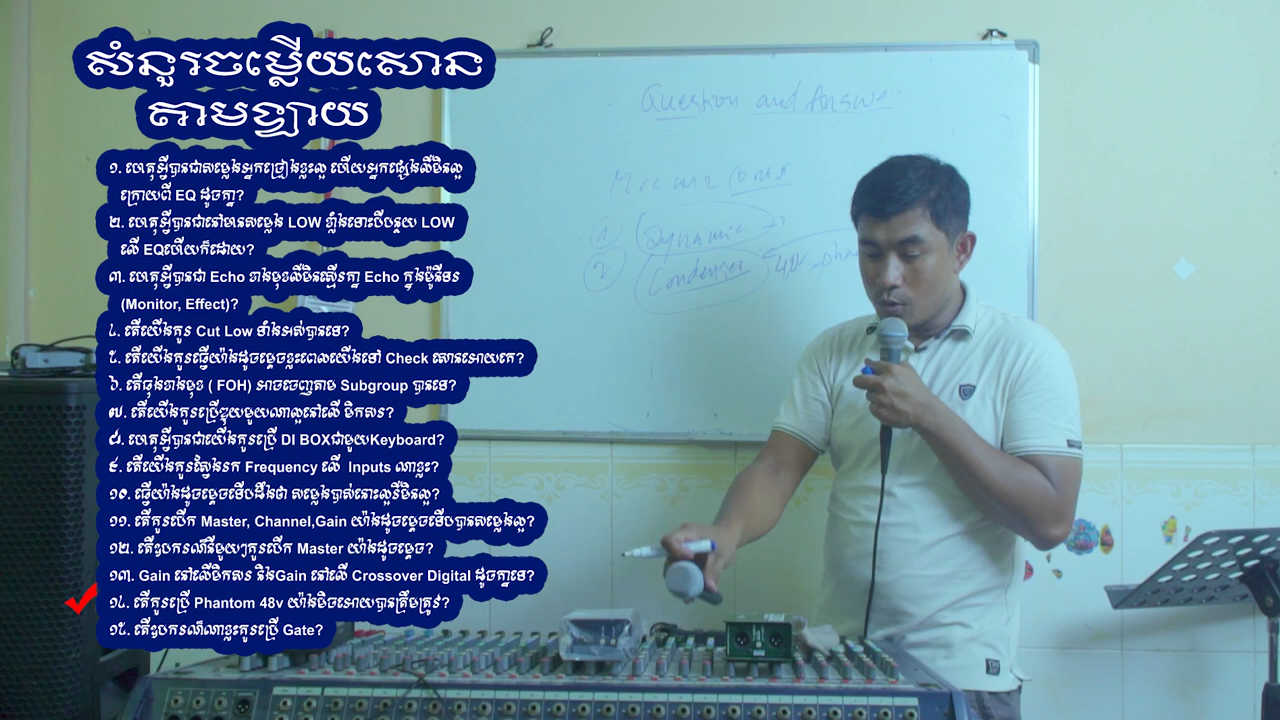 សំនួរចម្លើយសោន
តាមឡាយ
១. ហេតុអ្វីបានជាសម្លេងអ្នកច្រៀងខ្លះល្អ ហើយអ្នកផ្សេងលឺមិនល្អ
ក្រោយពី EQ ដូចគ្នា?
២. ហេតុអ្វីបានជានៅមានសម្លេង LOW ខ្លាំងទោះបីបន្ថយ LOW
លើ EQហើយក៏ដោយ?
៣. ហេតុអ្វីបានជា Echo ខាងមុខលឺមិនស្មើរគ្នា Echo ក្នុងម៉ូនីទ័រ
(Monitor, Effect)?
៤. តើយើងគួរ Cut Low ទាំងអស់បានទេ?
៥. តើយើងគួរធ្វើយ៉ាងដូចម្តេចខ្លះពេលយើងទៅ Check សោនអោយគេ?
៦. តើធុងខាងមុខ ( FOH) អាចចេញតាម Subgroup បានទេ?
៧. តើយើងគួរប្រើឌុយមួយណាល្អនៅលើ មិកសរ?
៨. ហេតុអ្វីបានជាយើងគួរប្រើ DI BOXជាមួយKeyboard?
៩. តើយើងគួរស្វែងរក Frequency លើ Inputs ណាខ្លះ?
១០. ធ្វើយ៉ាងដូចម្តេចទើបដឹងថា សម្លេងបាស់នោះល្អរឺមិនល្អ?
១១. តើគួរបើក Master, Channel,Gain យ៉ាងដូចម្តេចទើបបានសម្លេងល្អ?
១២. តើឧបករណ៍នីមួយៗគួរបើក Master យ៉ាងដូចម្តេច?
១៣. Gain នៅលើមិកសរ និងGain នៅលើ Crossover Digital ដូចគ្នាទេ?
១៤. តើគួរប្រើ Phantom 48v យ៉ាងមិចអោយបានត្រឹមត្រូវ?
១៥. តើឧបករណ៍ណាខ្លះគួរប្រើ Gate?
Question and Answe
1) Dynamic
2) Condenser 48V